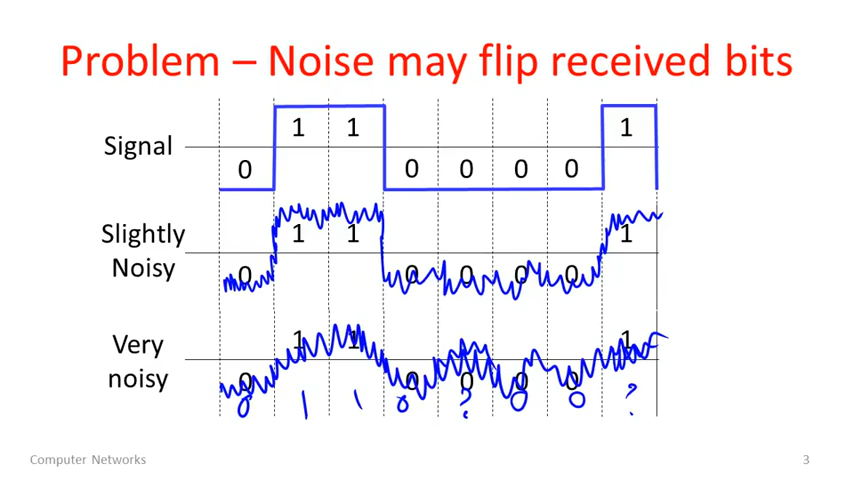 Problem – Noise may flip received bits
Signal
1 1 1
0 0 0 0 0
Slightly
Noisy
1 1 1
0 0 0 0 0
Very
noisy
1 1 1
0 0 0 0 0
0 1 1 0 ? 0 0 ?
Computer Networks
3